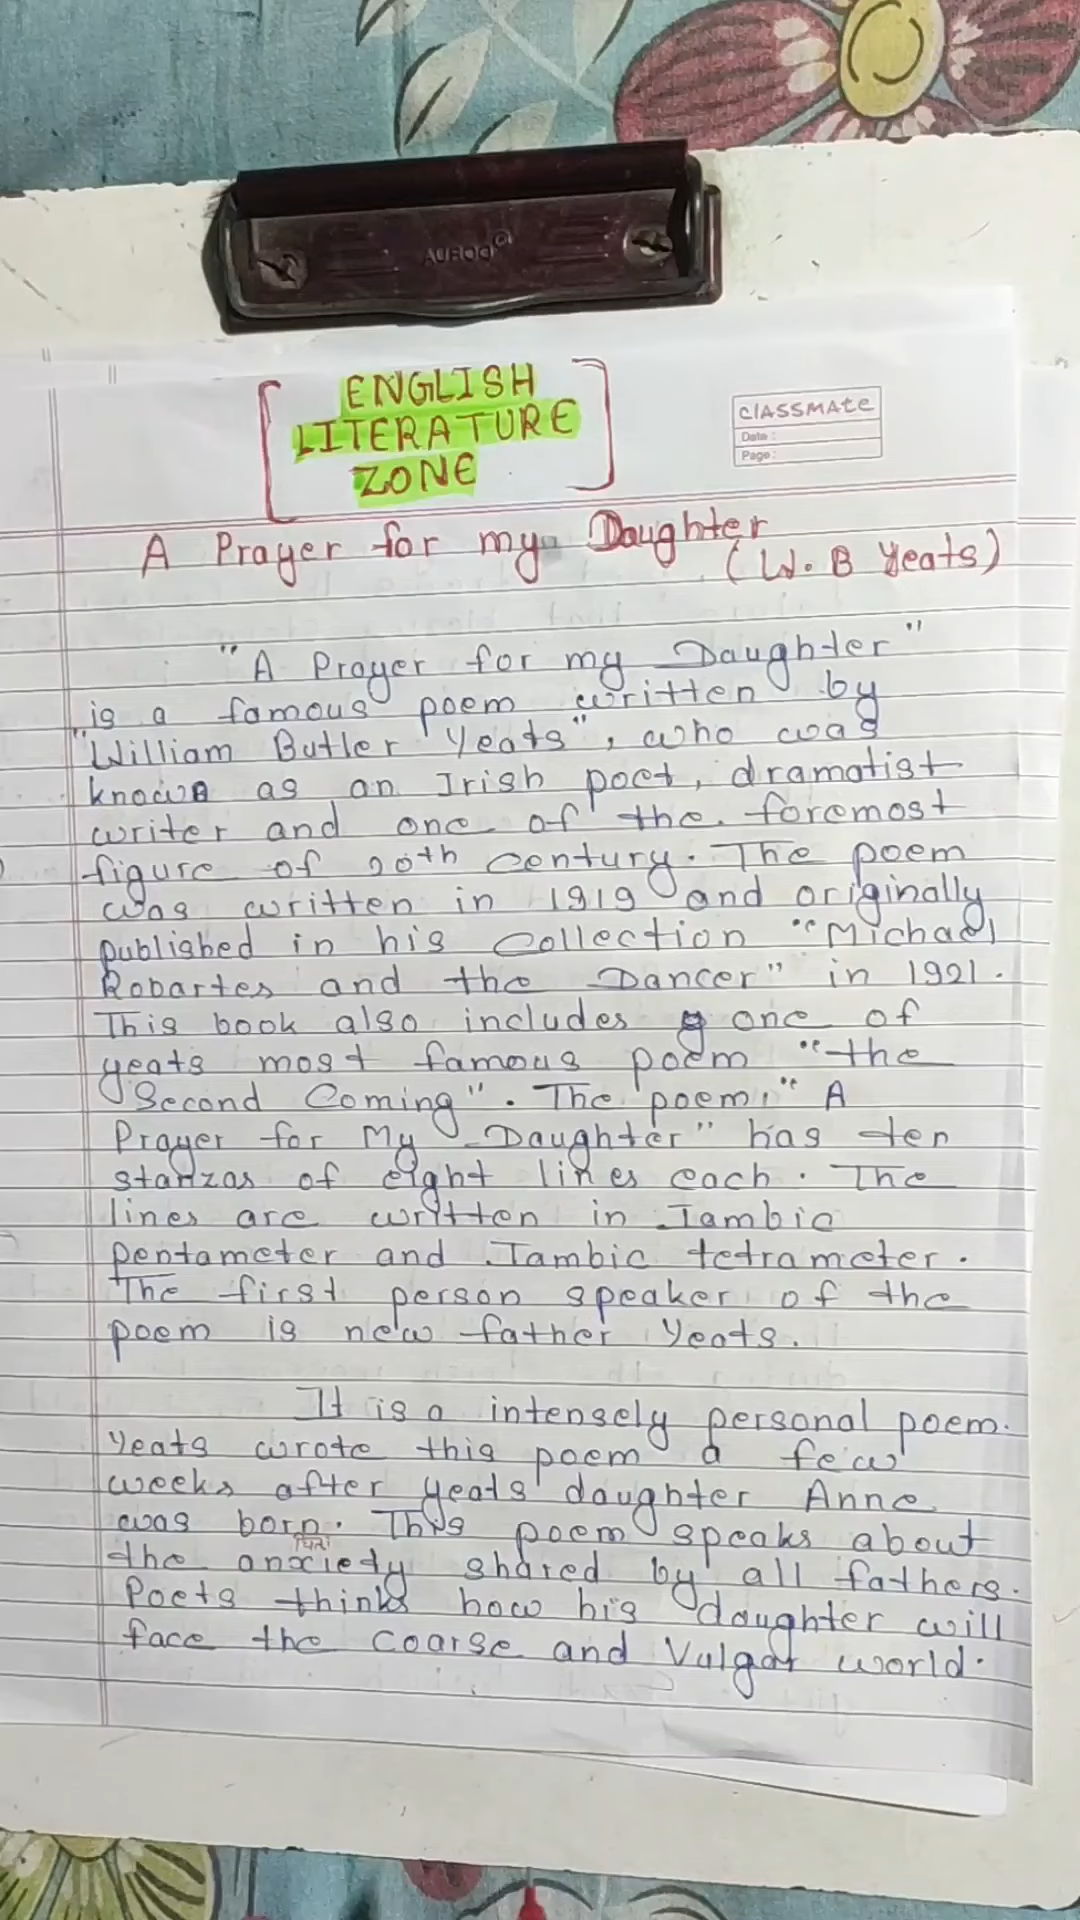 AUROO
ENGLISH
LITERATURE
ZONE
CLASSMATE
Date :
Page :
A Prayer for my Daughter
(W. B Yeats)
"A Prayer for my Daughter"
is a famous poem written by
"William Butler Yeats", who was
known as an Irish poet, dramatist
writer and one of the foremost
figure of 20th century. The poem
was written in 1919 and originally
published in his collection "Michael
Robartes and the Dancer" in 1921.
This book also includes one of
yeats most famous poem "the
Second Coming". The poem, "A
Prayer for My Daughter" has ten
stanzas of eight lines each. The
lines are written in Iambic
pentameter and Iambic tetrameter.
The first person speaker of the
poem is new father Yeats.
It is a intensely personal poem.
Yeats wrote this poem a few
weeks after yeats daughter Anne
was born. This poem speaks about
the anxiety shared by all fathers.
Poets thinks how his daughter will
face the coarse and Vulgar world.